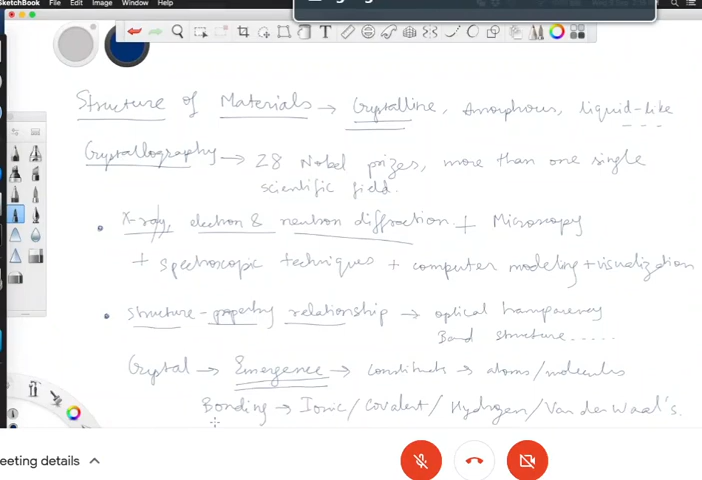 SketchBook File Edit Image Window Help
Structure of Materials → Crystalline, Amorphous, liquid-like
Crystallography → 28 Nobel prizes, more than one single
scientific field.
• X-ray, electron & neutron diffraction + Microscopy
+ spectroscopic techniques + computer modeling + visualization
• Structure-property relationship → optical transparency
Band structure.....
Crystal → Emergence → constituents → atoms/molecules
Bonding → Ionic/Covalent/Hydrogen/Van der Waal's.
eeting details